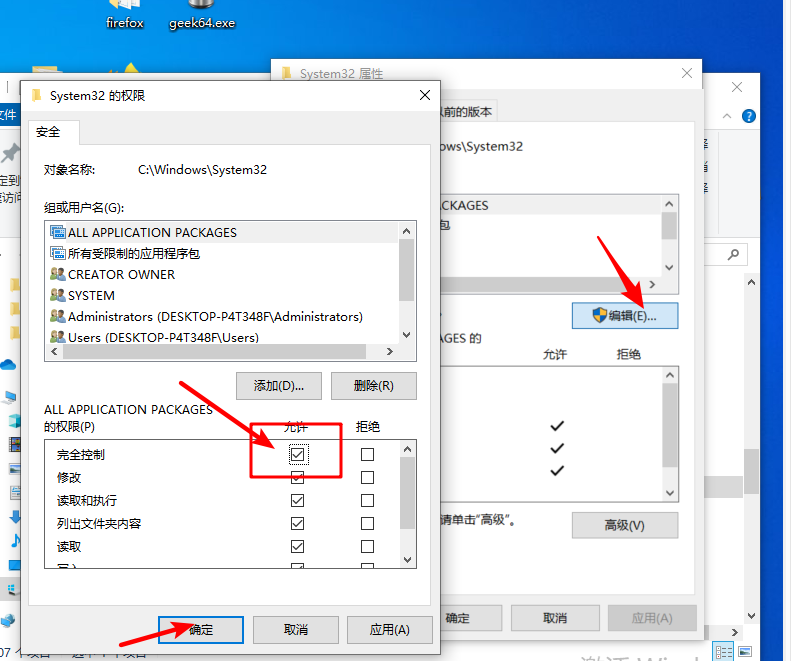 firefox
geek64.exe
System32 属性
System32 的权限
文件
以前的版本
安全
对象名称:
C:\Windows\System32
ows\System32
组或用户名(G):
ALL APPLICATION PACKAGES
CKAGES
所有受限制的应用程序包
包
CREATOR OWNER
SYSTEM
Administrators (DESKTOP-P4T348F\Administrators)
Users (DESKTOP-P4T348F\Users)
编辑(E)...
AGES 的
允许
拒绝
添加(D)...
删除(R)
ALL APPLICATION PACKAGES
的权限(P)
允许
拒绝
完全控制
修改
读取和执行
列出文件夹内容
读取
写入
请单击"高级"。
高级(V)
确定
取消
应用(A)
确定
取消
应用(A)